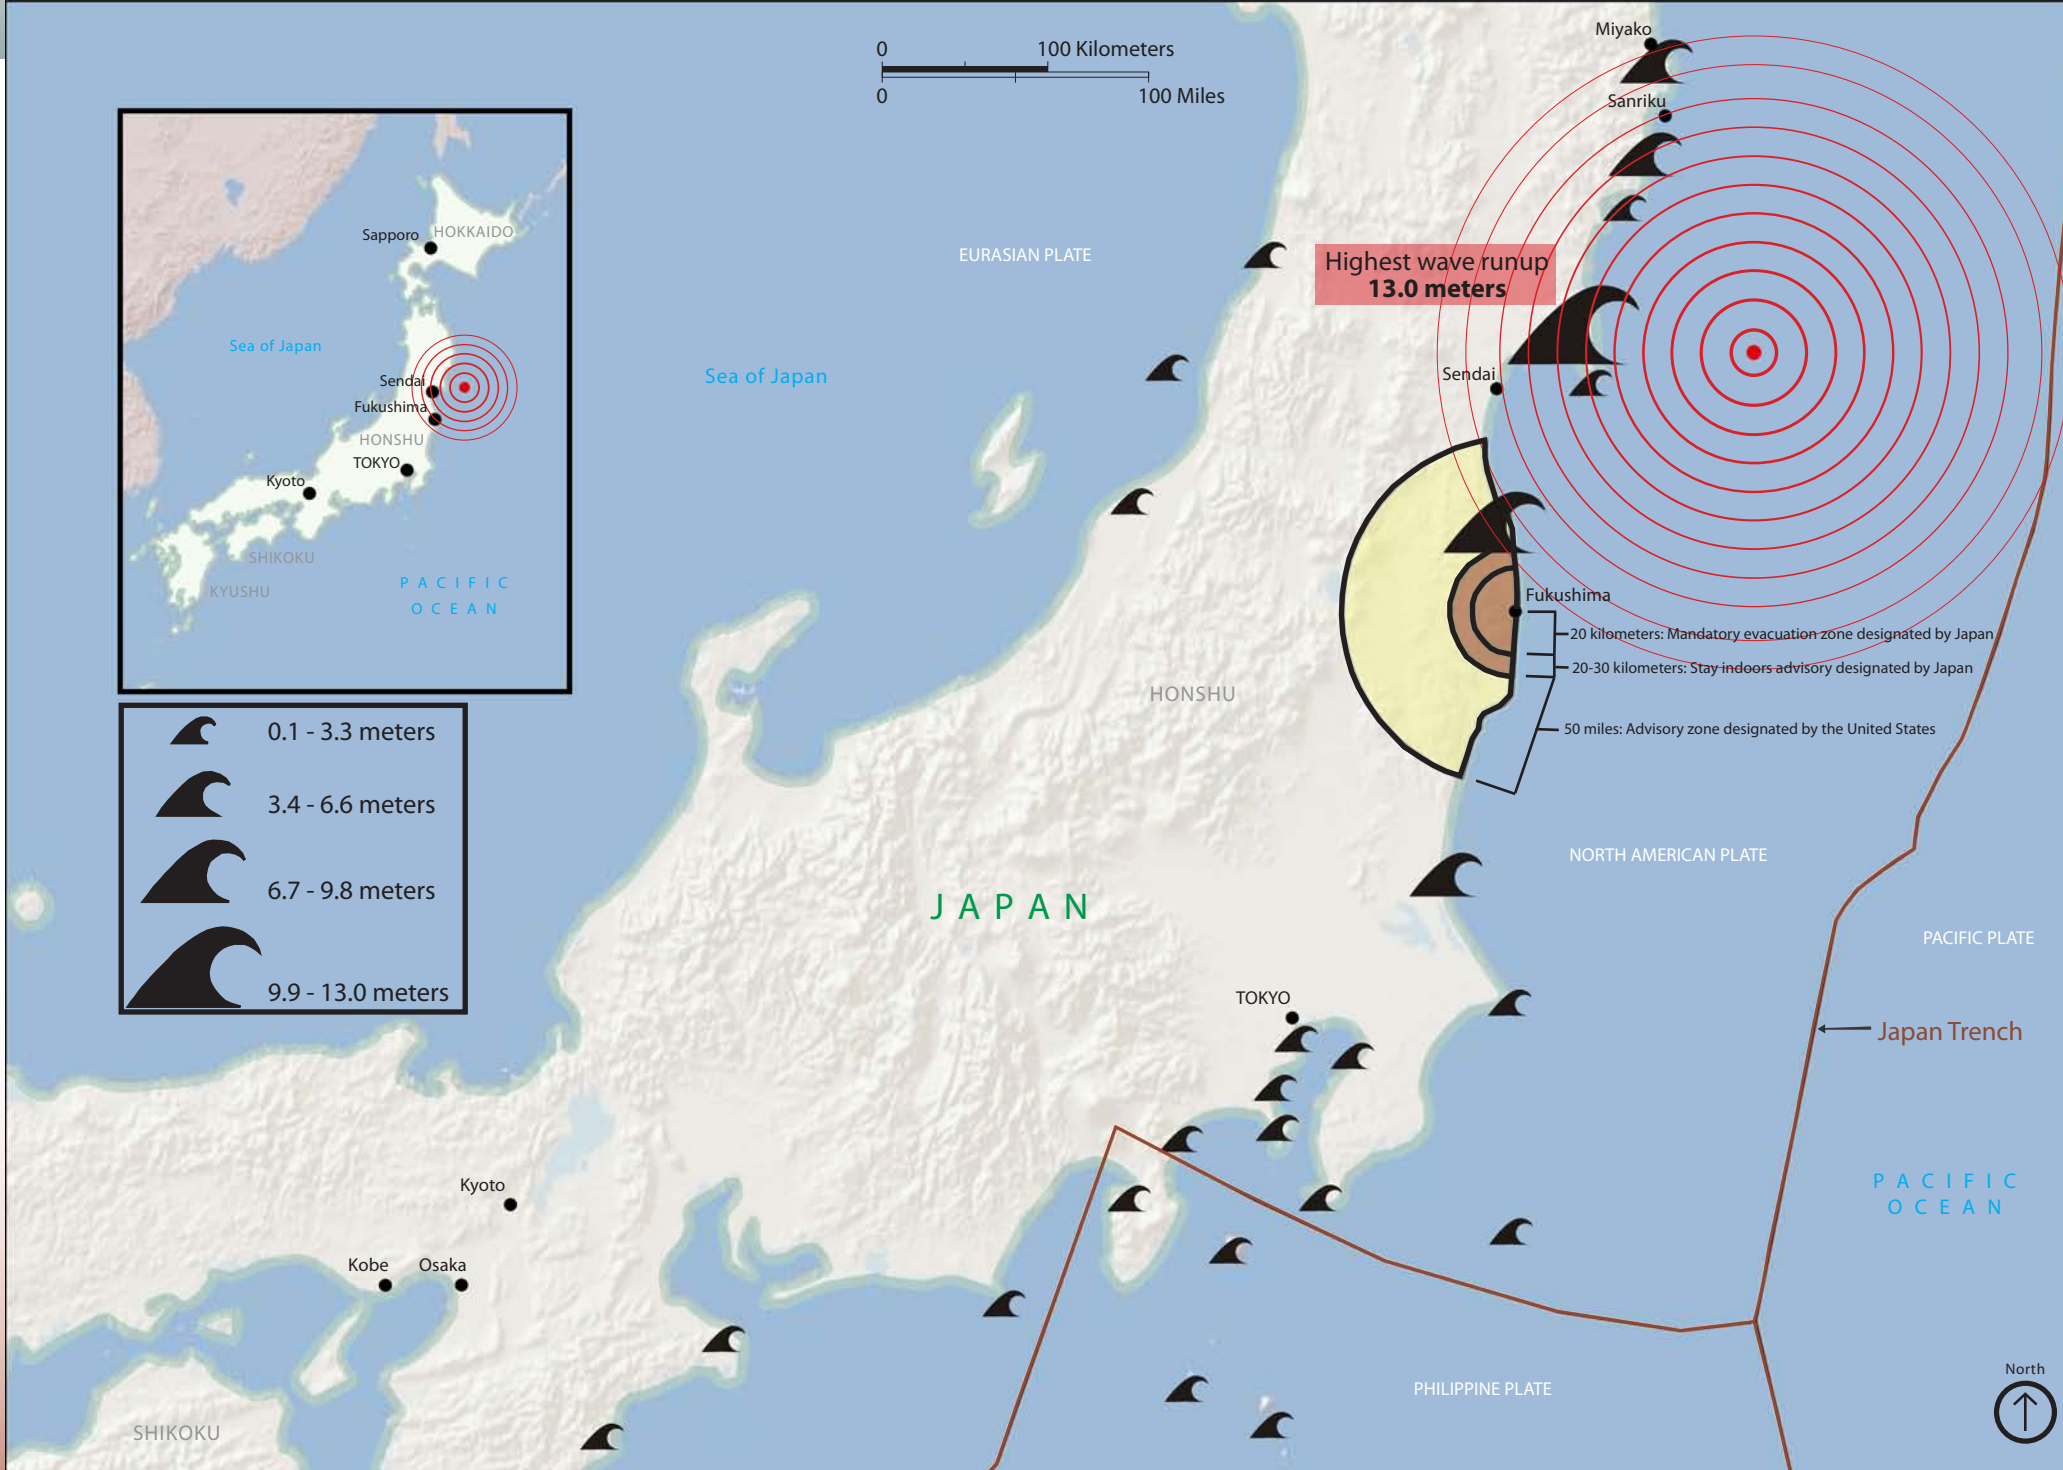 0
100 Kilometers
0
100 Miles
Miyako
Sanriku
Sapporo
HOKKAIDO
Sea of Japan
Sendai
Fukushima
HONSHU
TOKYO
Kyoto
SHIKOKU
KYUSHU
PACIFIC
OCEAN
EURASIAN PLATE
Highest wave runup
13.0 meters
Sea of Japan
Sendai
Fukushima
20 kilometers: Mandatory evacuation zone designated by Japan
20-30 kilometers: Stay indoors advisory designated by Japan
HONSHU
50 miles: Advisory zone designated by the United States
0.1 - 3.3 meters
3.4 - 6.6 meters
6.7 - 9.8 meters
9.9 - 13.0 meters
NORTH AMERICAN PLATE
JAPAN
PACIFIC PLATE
TOKYO
Japan Trench
Kyoto
PACIFIC
OCEAN
Kobe
Osaka
PHILIPPINE PLATE
North
SHIKOKU